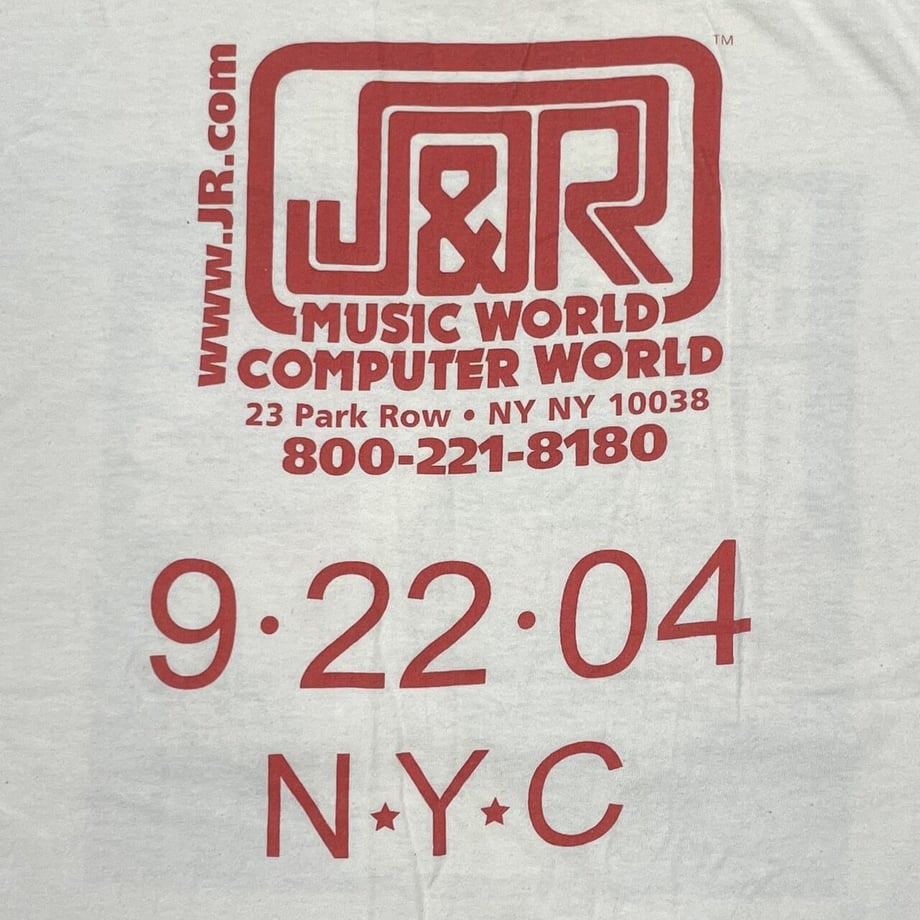 www.JR.com
J&R™
MUSIC WORLD
COMPUTER WORLD
23 Park Row • NY NY 10038
800-221-8180
9·22·04
N★Y★C